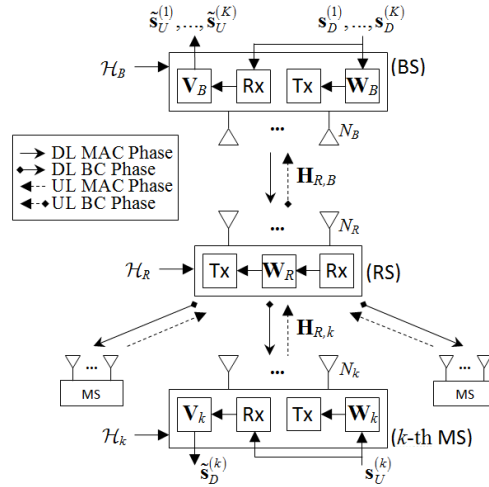 s̃_U^(1),...,s̃_U^(K) s_D^(1),...,s_D^(K)
ℋ_B V_B Rx Tx W_B (BS)
... N_B
DL MAC Phase
DL BC Phase
UL MAC Phase
UL BC Phase
H_{R,B}
... N_R
ℋ_R Tx W_R Rx (RS)
H_{R,k}
... ...
MS MS
... N_k
V_k Rx Tx W_k
ℋ_k (k-th MS)
s̃_D^(k) s_U^(k)